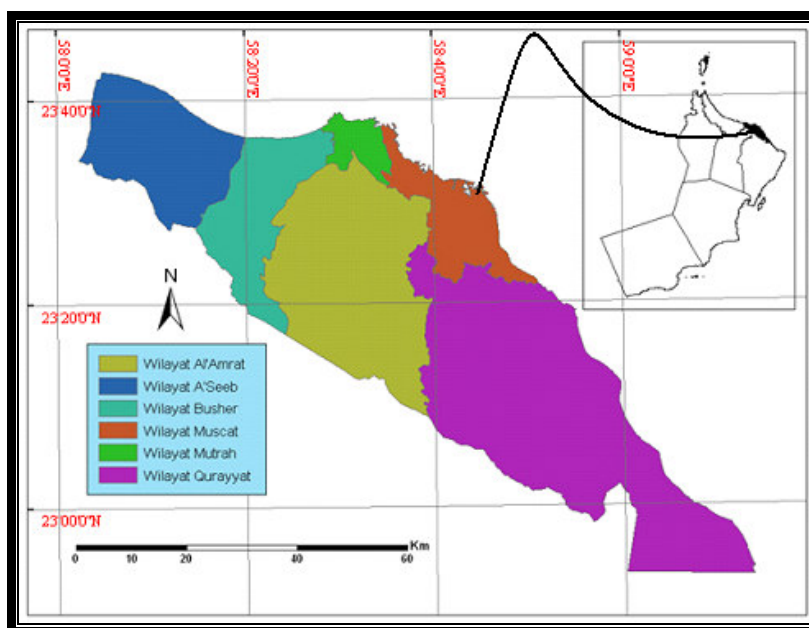 58°0'0"E
58°20'0"E
58°40'0"E
59°0'0"E
23°40'0"N
N
23°20'0"N
Wilayat Al'Amrat
Wilayat A'Seeb
Wilayat Busher
Wilayat Muscat
Wilayat Mutrah
Wilayat Qurayyat
23°0'0"N
Km
0 10 20 40 60